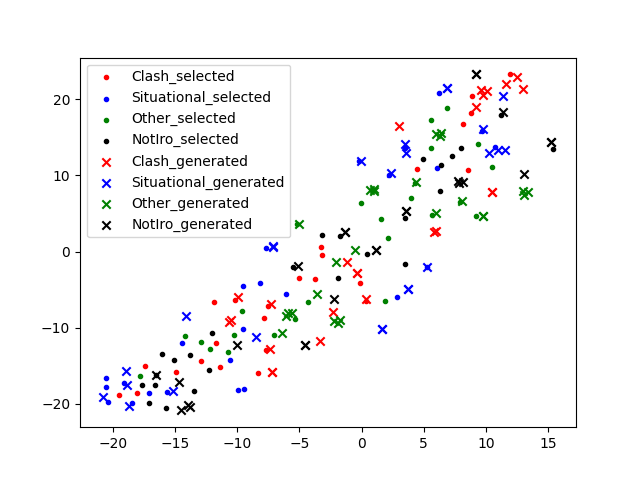 Clash_selected
Situational_selected
Other_selected
NotIro_selected
Clash_generated
Situational_generated
Other_generated
NotIro_generated
20
10
0
−10
−20
−20 −15 −10 −5 0 5 10 15